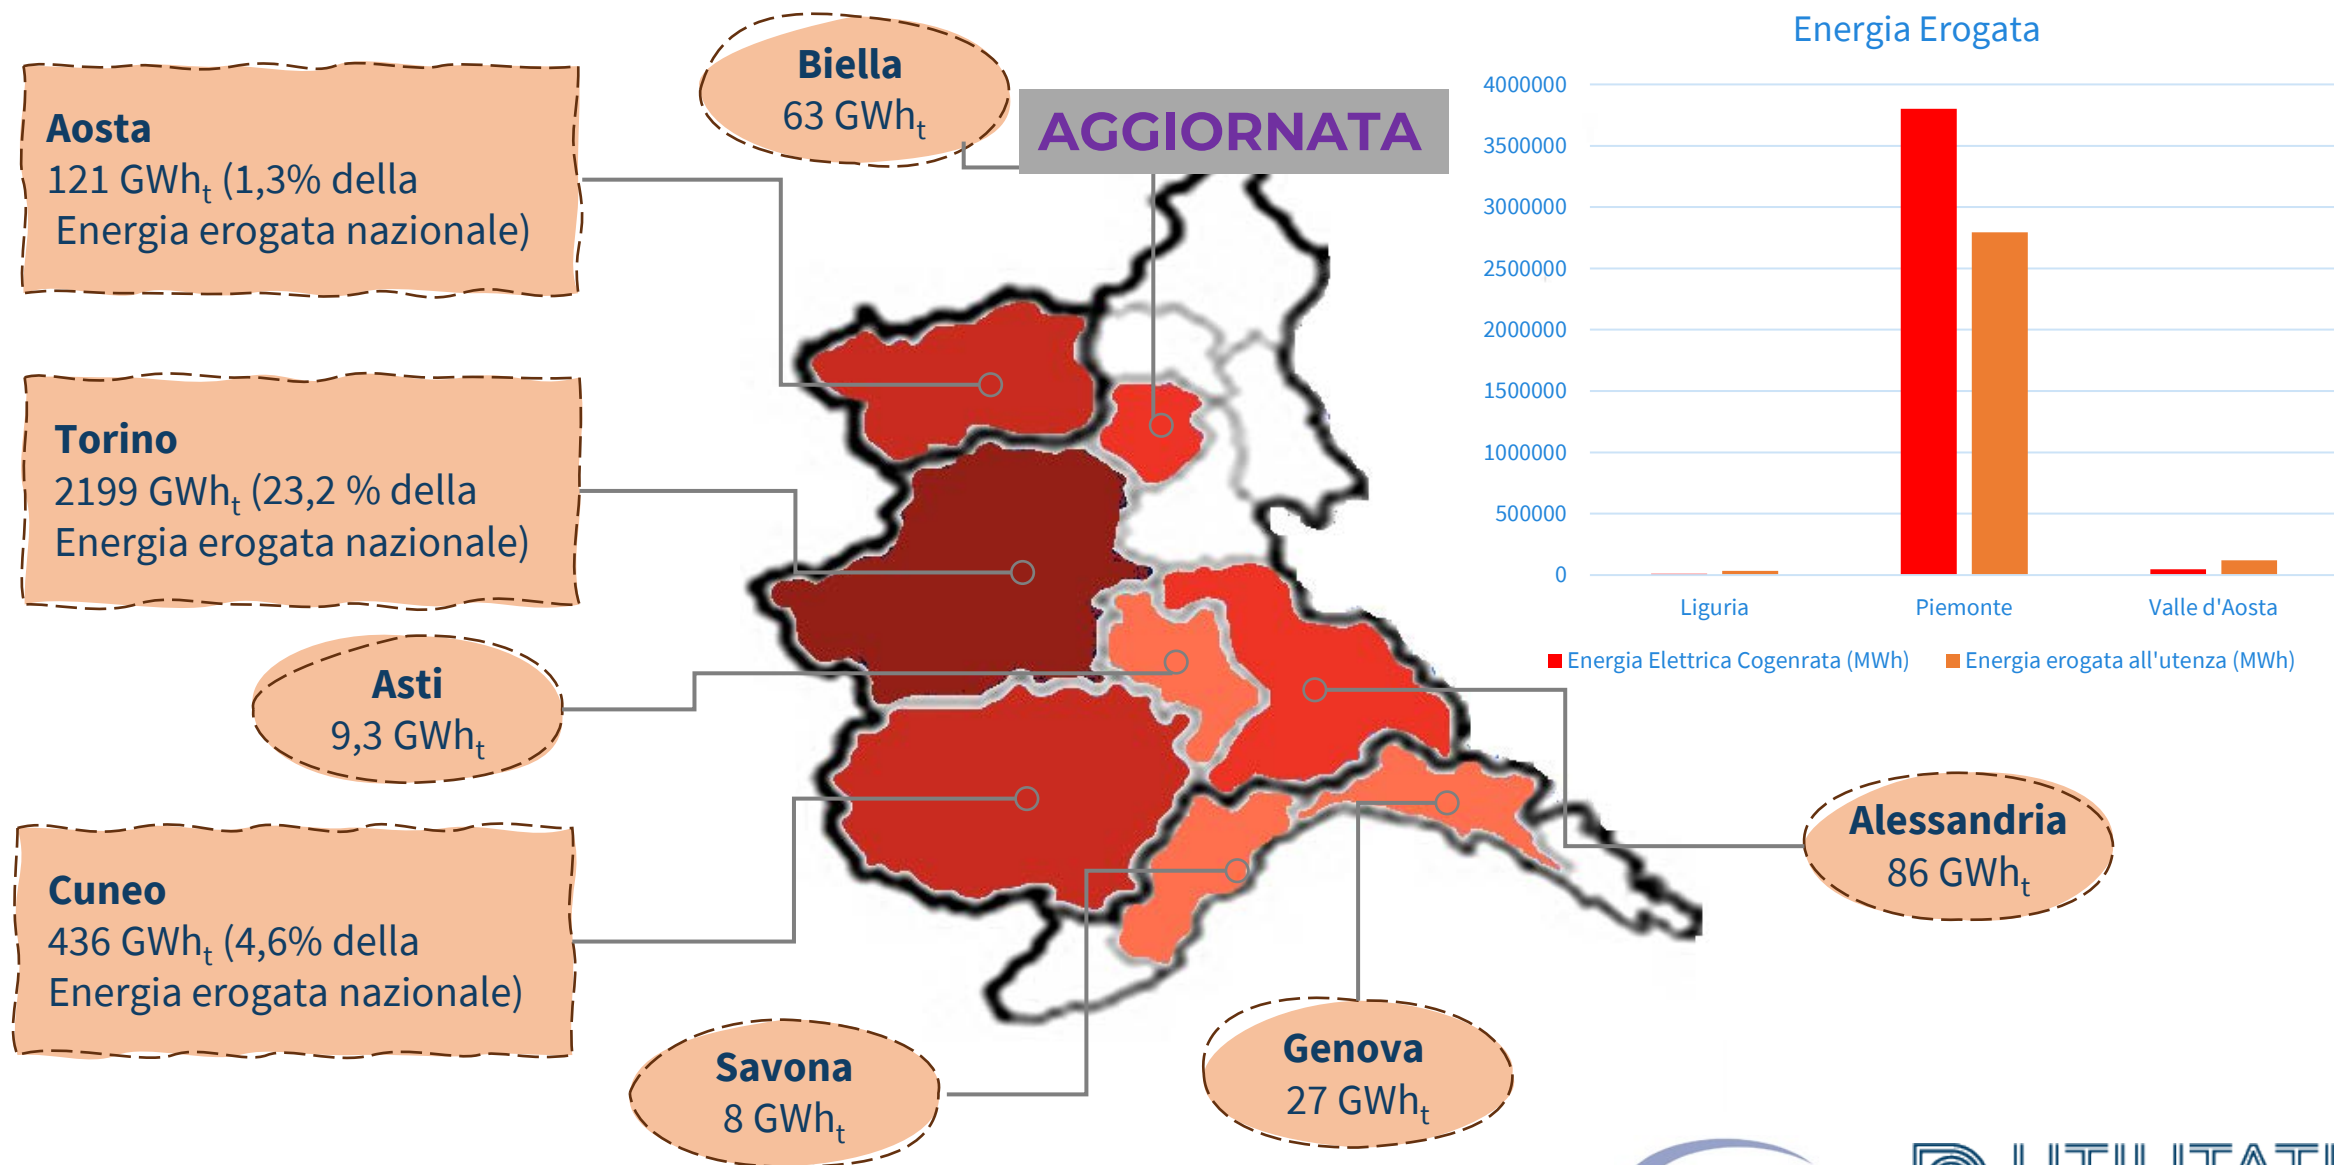 Aosta
121 GWht (1,3% della
Energia erogata nazionale)
Biella
63 GWht
AGGIORNATA
Torino
2199 GWht (23,2 % della
Energia erogata nazionale)
Asti
9,3 GWht
Cuneo
436 GWht (4,6% della
Energia erogata nazionale)
Savona
8 GWht
Genova
27 GWht
Alessandria
86 GWht
Energia Erogata
4000000
3500000
3000000
2500000
2000000
1500000
1000000
500000
0
Liguria Piemonte Valle d'Aosta
Energia Elettrica Cogenrata (MWh) Energia erogata all'utenza (MWh)